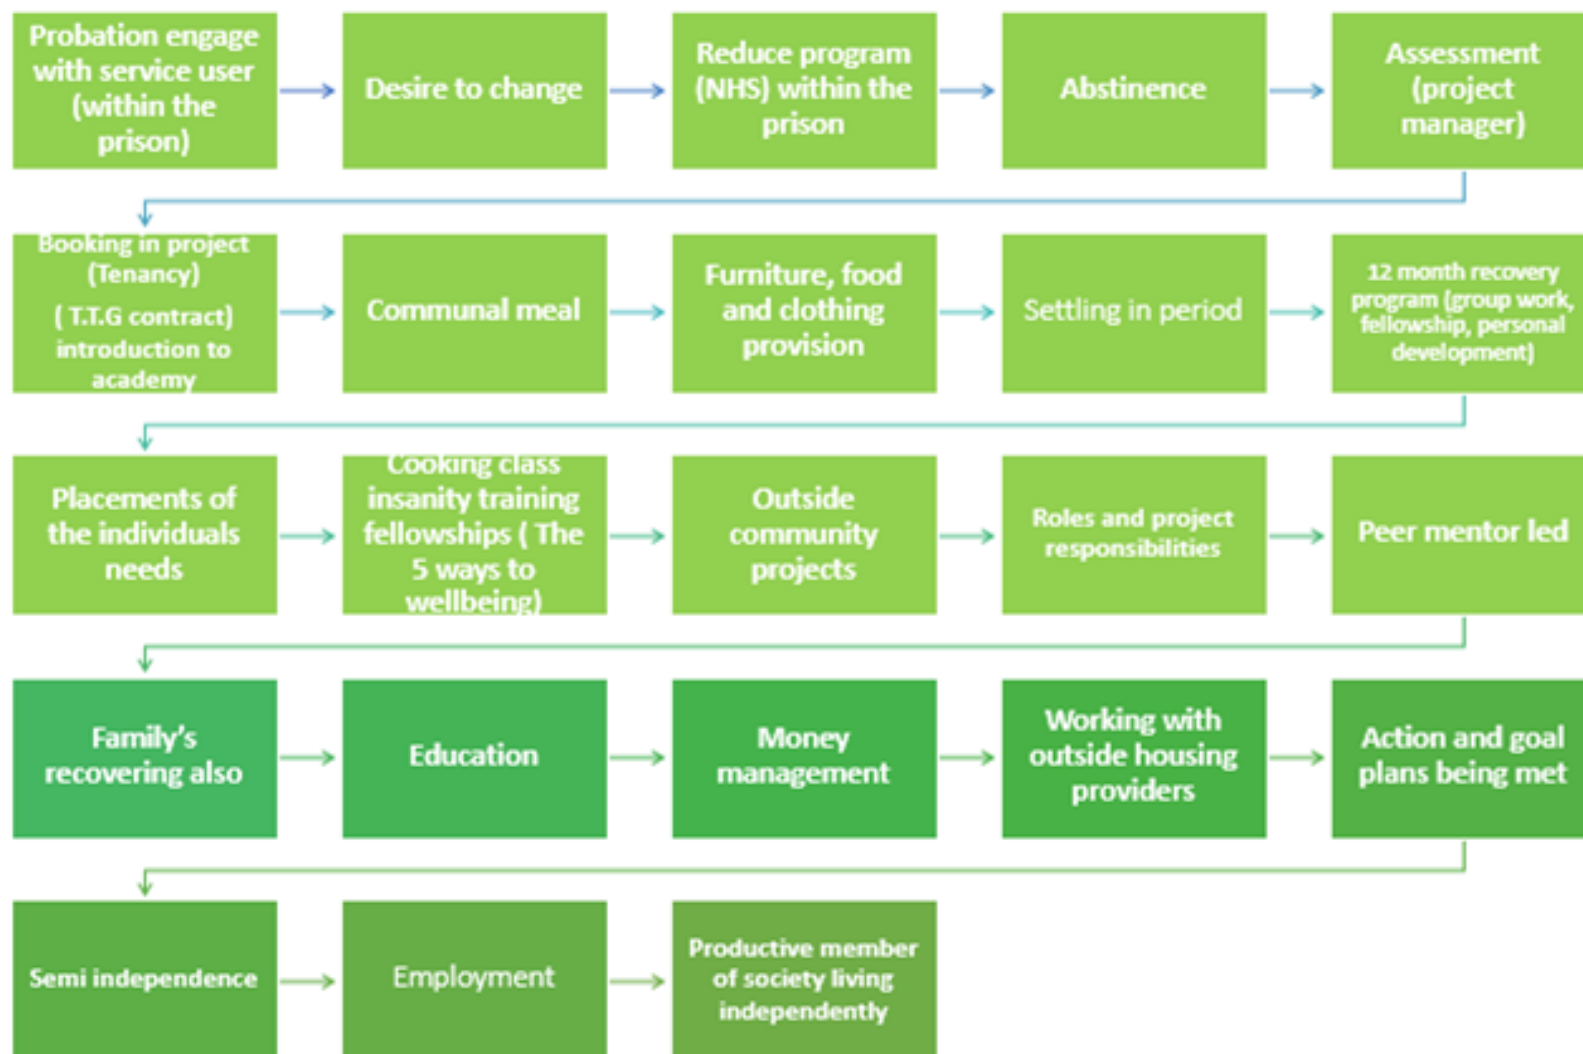 Probation engage
with service user
(within the
prison)
Desire to change
Reduce program
(NHS) within the
prison
Abstinence
Assessment
(project
manager)
Booking in project
(Tenancy)
( T.T.G contract)
introduction to
academy
Communal meal
Furniture, food
and clothing
provision
Settling in period
12 month recovery
program (group work,
fellowship, personal
development)
Placements of
the individuals
needs
Cooking class
insanity training
fellowships ( The
5 ways to
wellbeing)
Outside
community
projects
Roles and project
responsibilities
Peer mentor led
Family’s
recovering also
Education
Money
management
Working with
outside housing
providers
Action and goal
plans being met
Semi independence
Employment
Productive member
of society living
independently